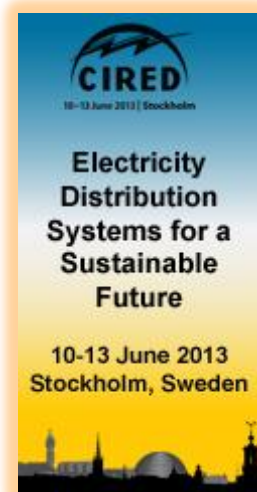 CIRED
10-13 June 2013 | Stockholm
Electricity
Distribution
Systems for a
Sustainable
Future
10-13 June 2013
Stockholm, Sweden